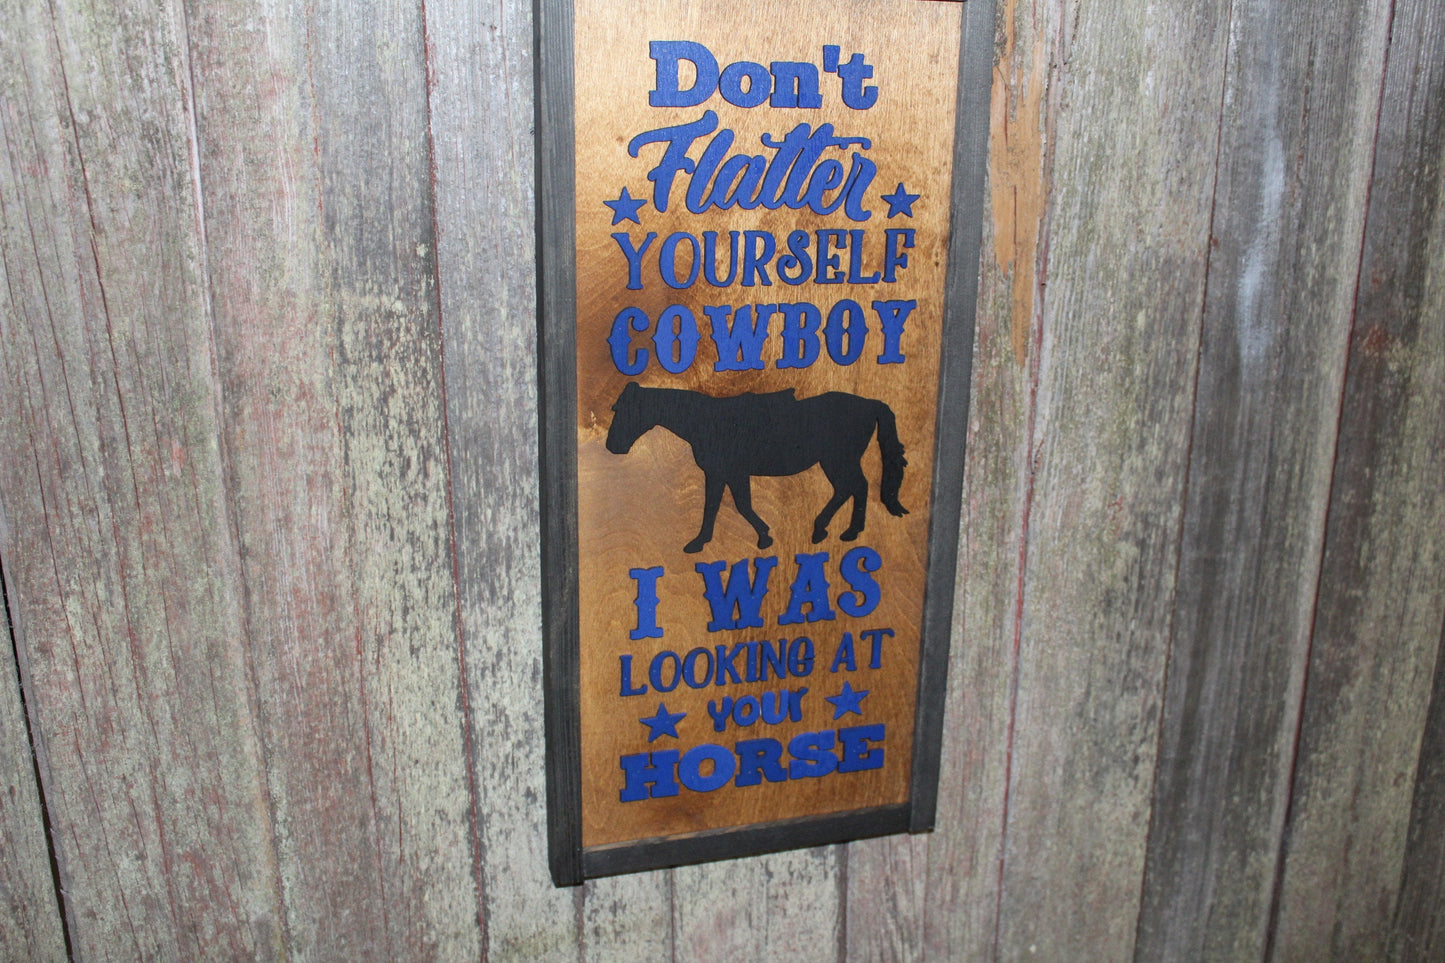 Don't
Flatter
YOURSELF
COWBOY
I WAS
LOOKING AT
your
HORSE